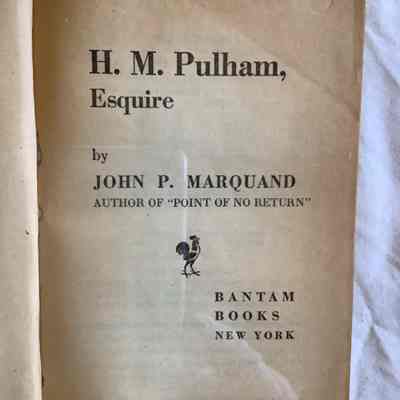 H. M. Pulham,
Esquire
by
JOHN P. MARQUAND
AUTHOR OF "POINT OF NO RETURN"
BANTAM
BOOKS
NEW YORK